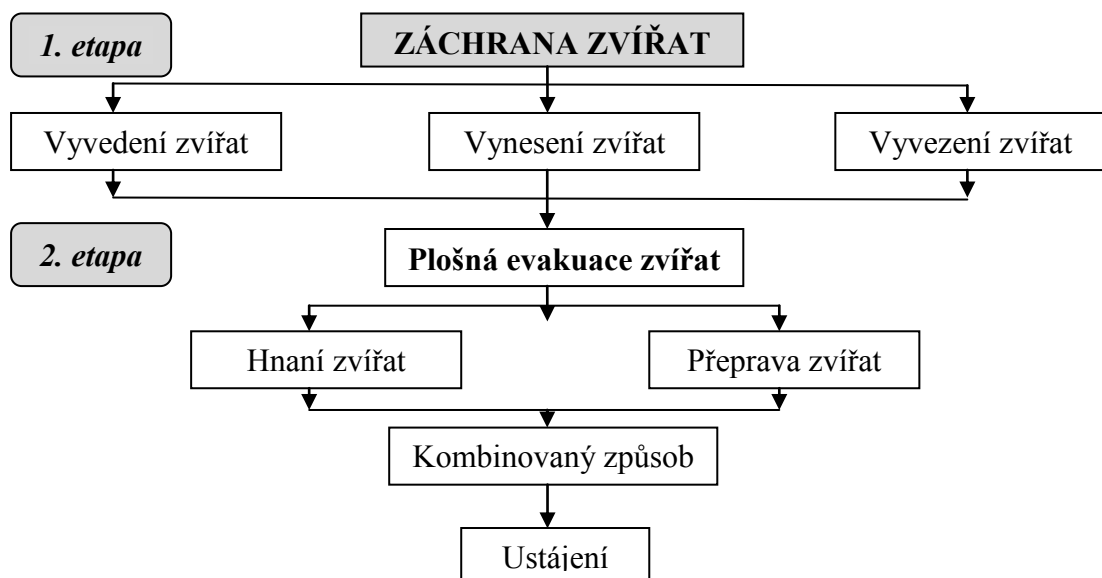 1. etapa
ZÁCHRANA ZVÍŘAT
Vyvedení zvířat
Vynesení zvířat
Vyvezení zvířat
2. etapa
Plošná evakuace zvířat
Hnaní zvířat
Přeprava zvířat
Kombinovaný způsob
Ustájení